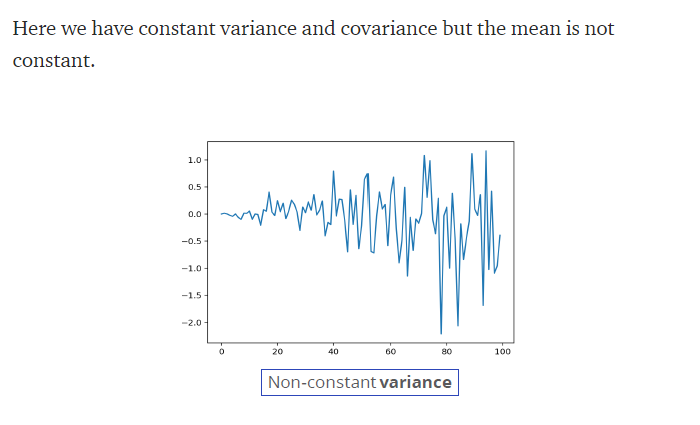 Here we have constant variance and covariance but the mean is not
constant.
1.0
0.5
0.0
−0.5
−1.0
−1.5
−2.0
0 20 40 60 80 100
Non-constant variance